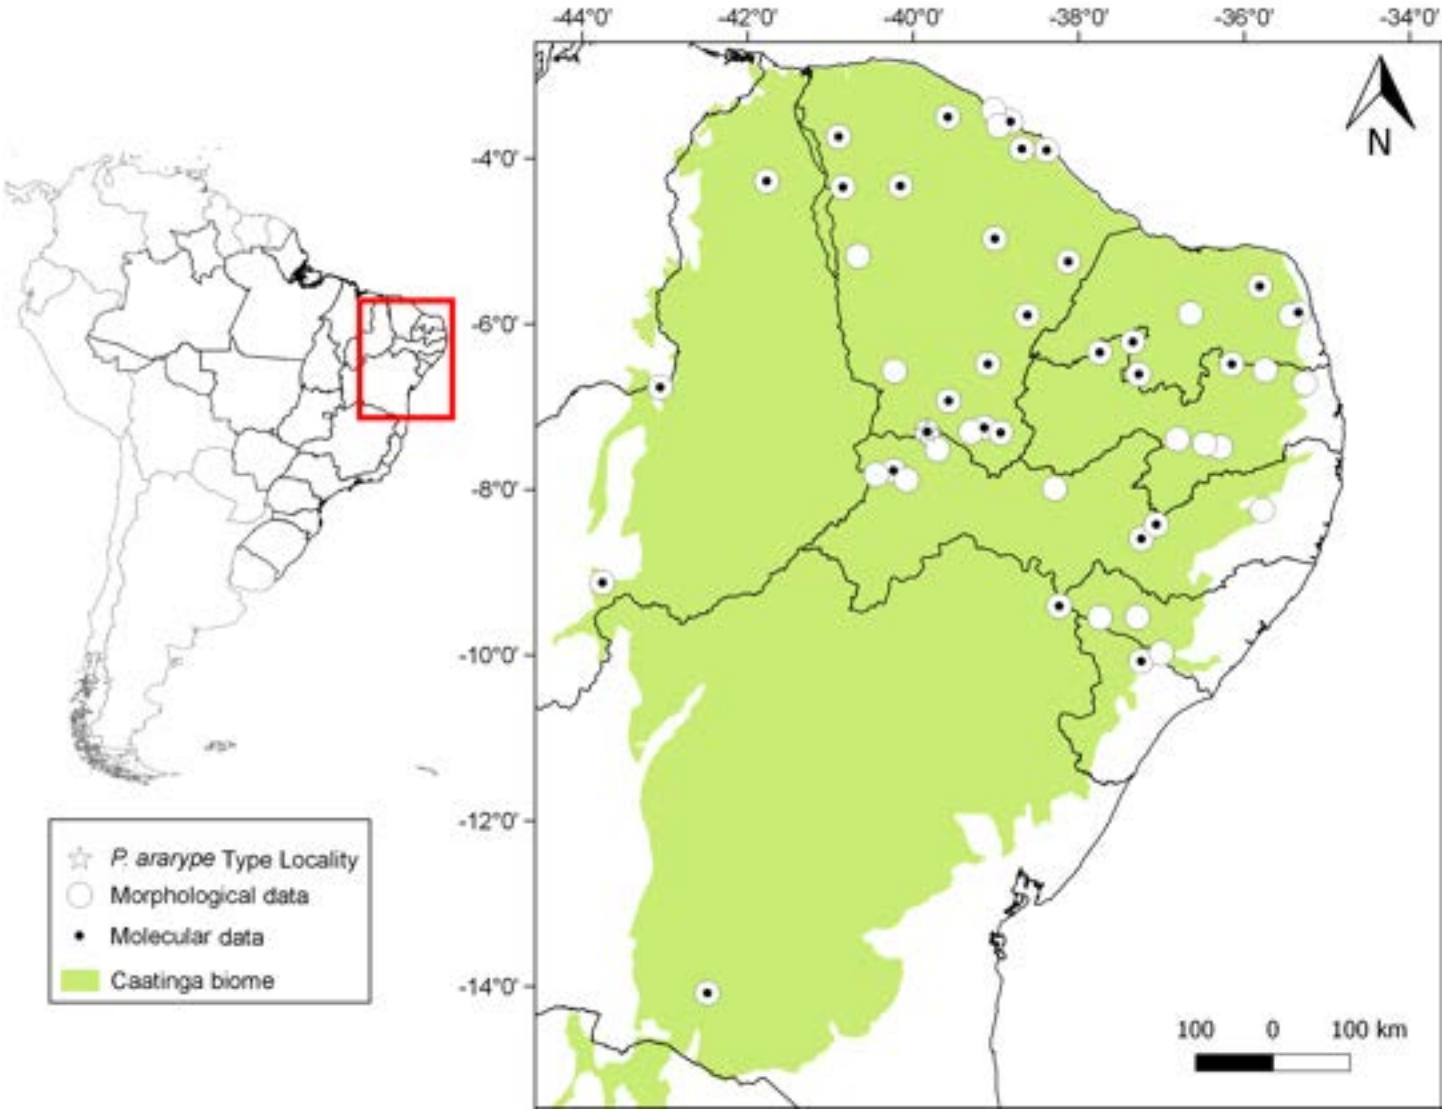 -44°0' -42°0' -40°0' -38°0' -36°0' -34°0'
N
-4°0'
-6°0'
-8°0'
-10°0'
-12°0'
-14°0'
P. ararype Type Locality
Morphological data
Molecular data
Caatinga biome
100 0 100 km